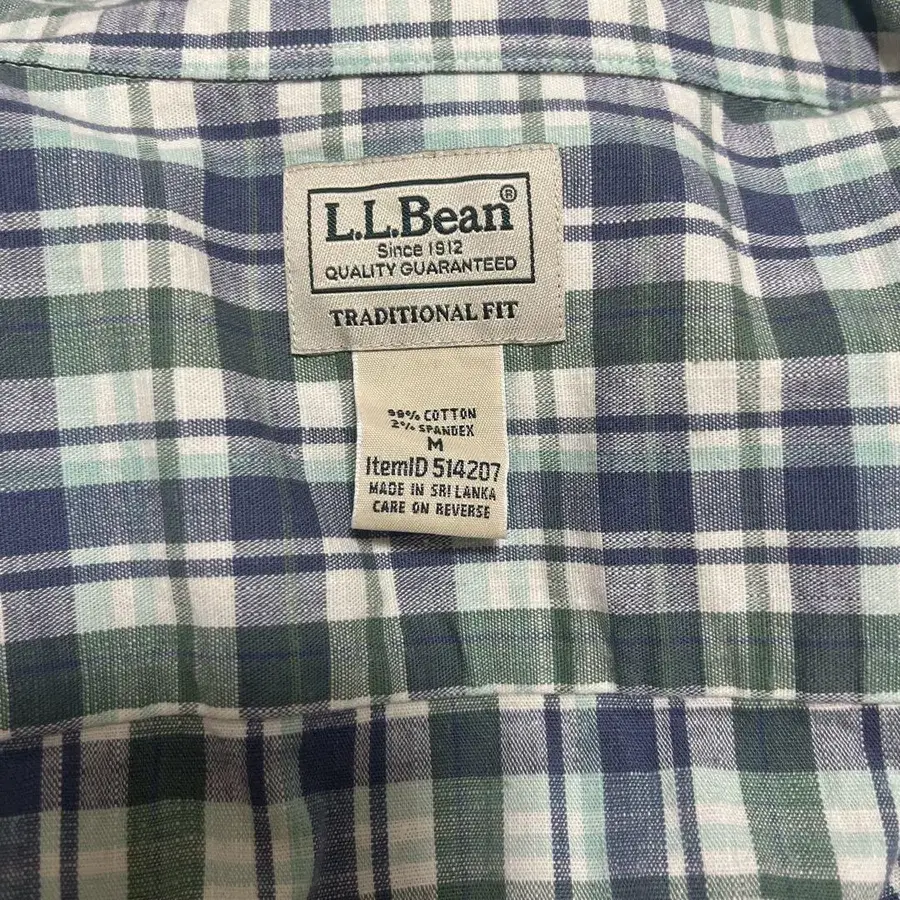 L.L.Bean®
Since 1912
QUALITY GUARANTEED
TRADITIONAL FIT
98% COTTON
2% SPANDEX
M
ItemID 514207
MADE IN SRI LANKA
CARE ON REVERSE